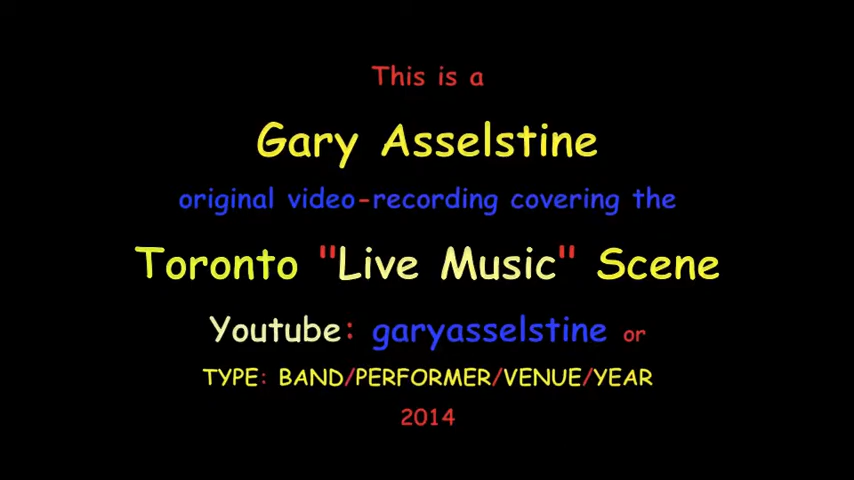 This is a
Gary Asselstine
original video-recording covering the
Toronto "Live Music" Scene
Youtube: garyasselstine or
TYPE: BAND/PERFORMER/VENUE/YEAR
2014